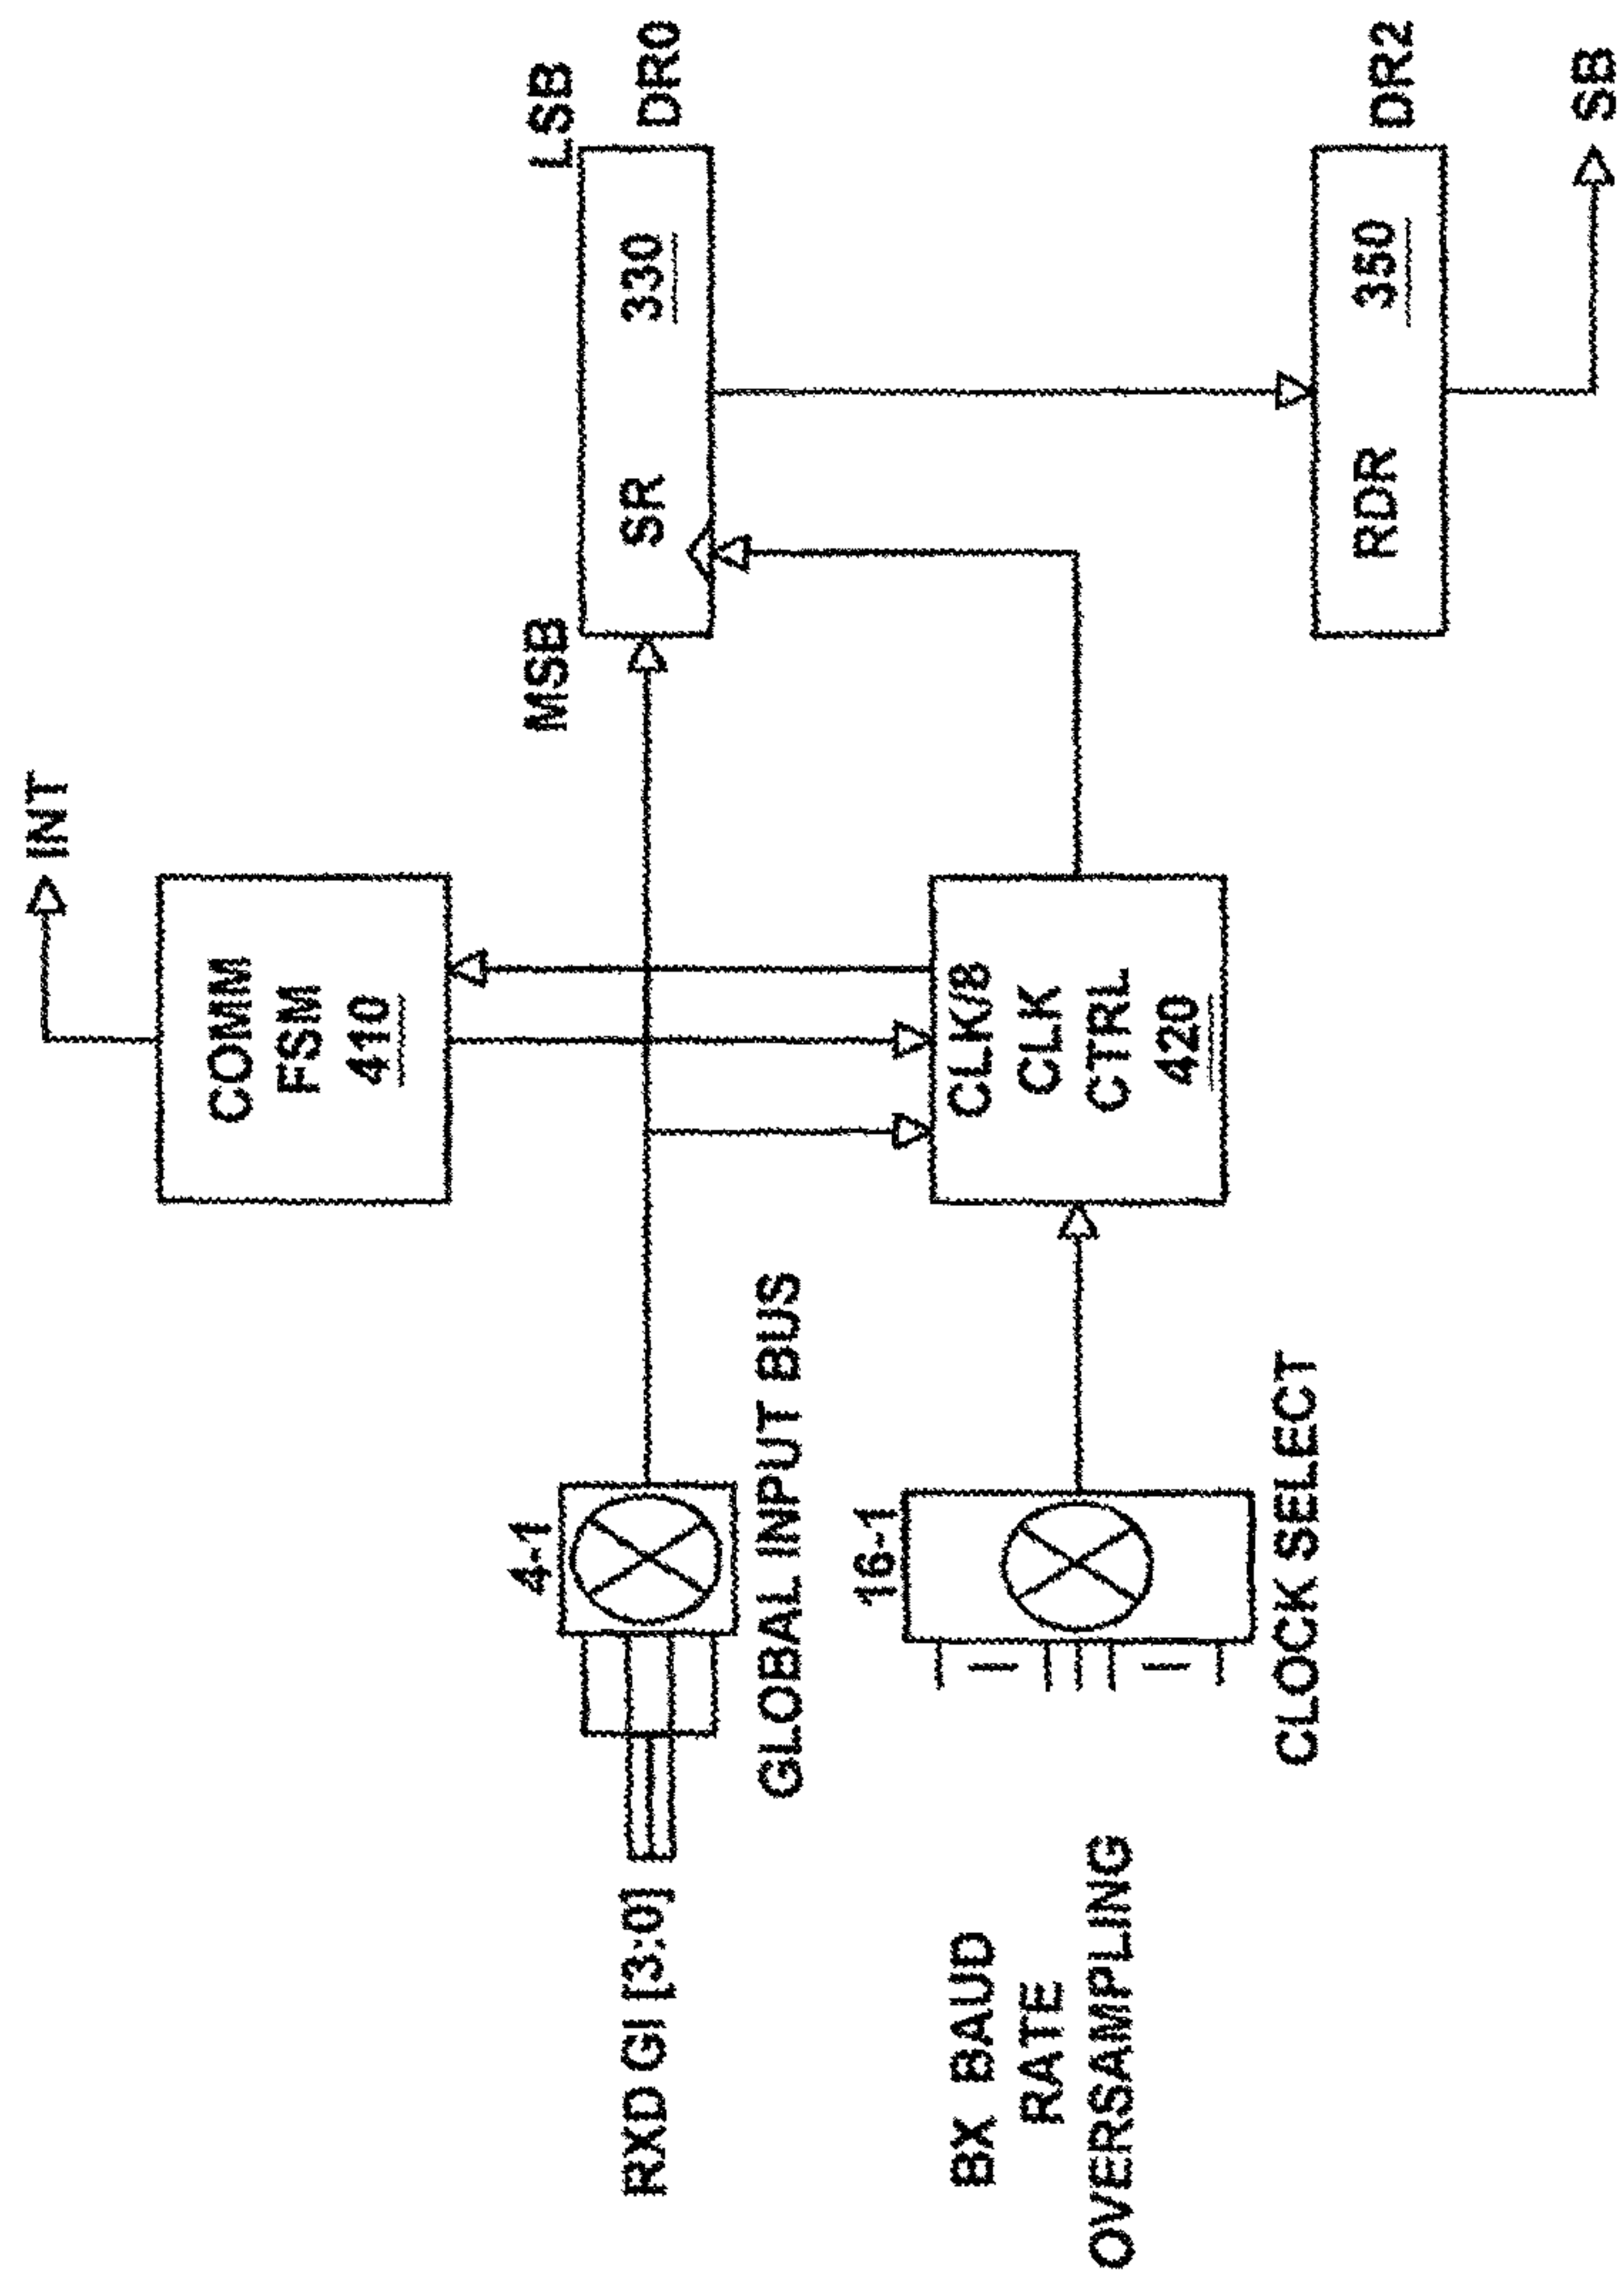 INT
COMM
FSM
410
MSB
LSB
SR 330
DR0
4-1
RXD GI [3:0]
GLOBAL INPUT BUS
16-1
BX BAUD
RATE
OVERSAMPLING
CLK/8
CLK
CTRL
420
CLOCK SELECT
RDR 350
DR2
SB